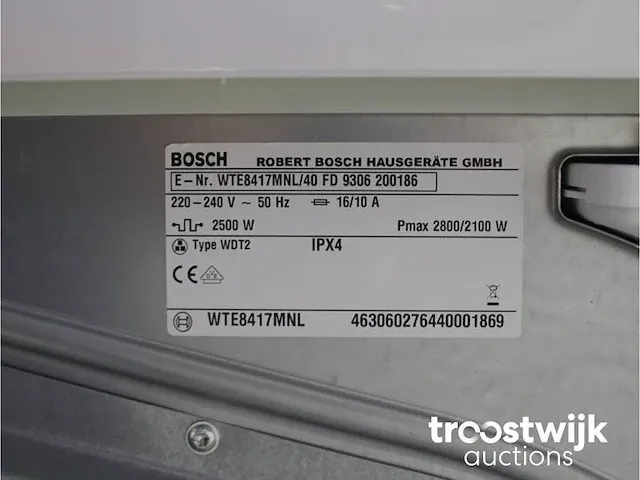 BOSCH ROBERT BOSCH HAUSGERÄTE GMBH
E-Nr. WTE8417MNL/40 FD 9306 200186
220-240 V ~ 50 Hz 16/10 A
2500 W Pmax 2800/2100 W
Type WDT2 IPX4
CE
WTE8417MNL 463060276440001869
troostwijk
auctions